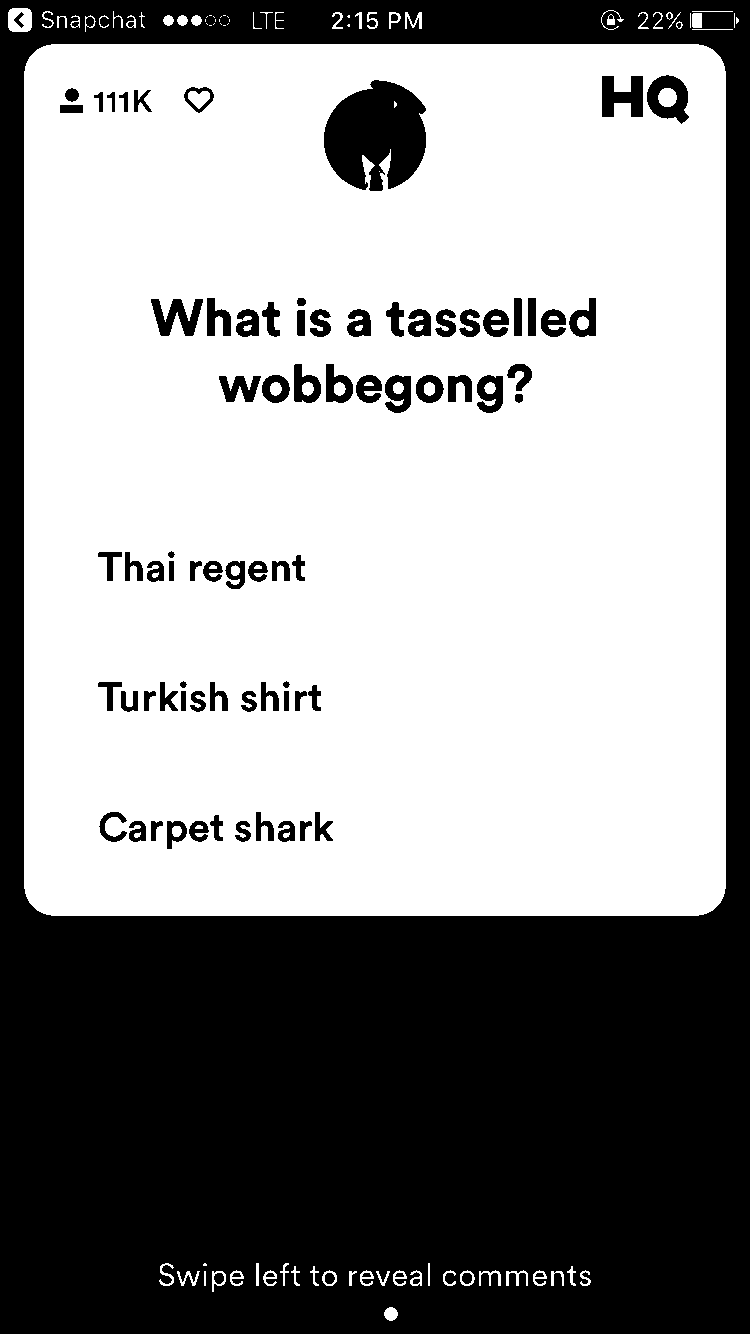 Snapchat LTE 2:15 PM 22%
111K HQ
What is a tasselled
wobbegong?
Thai regent
Turkish shirt
Carpet shark
Swipe left to reveal comments